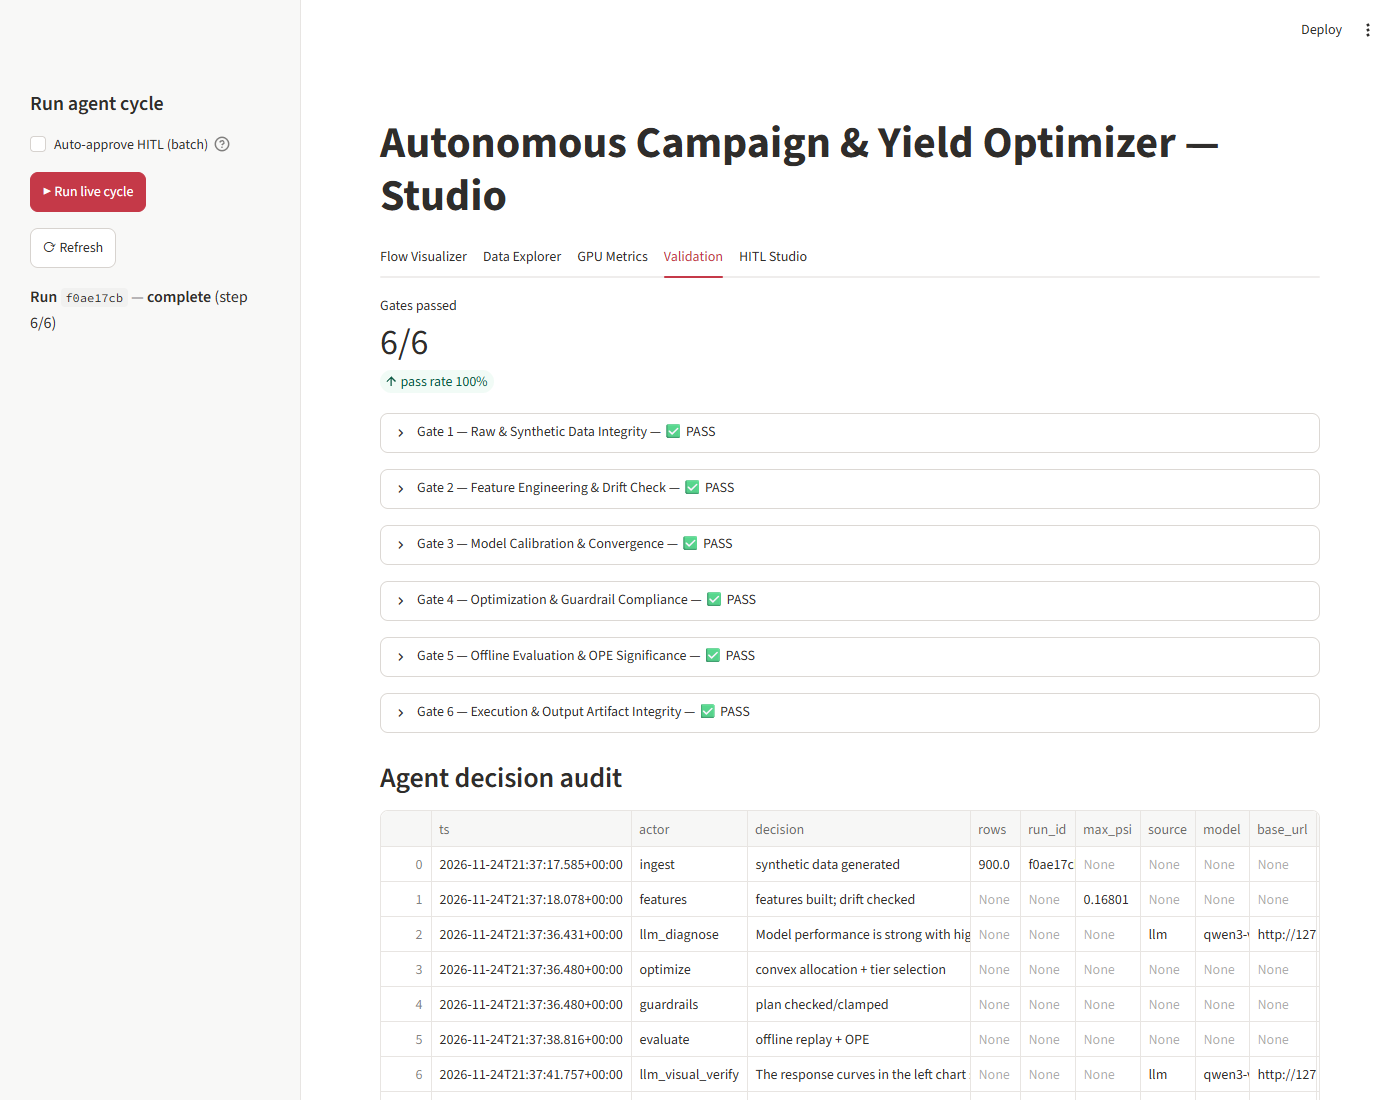 Deploy
Run agent cycle
Auto-approve HITL (batch)
Run live cycle
Refresh
Run f0ae17cb — complete (step
6/6)
Autonomous Campaign & Yield Optimizer —
Studio
Flow Visualizer Data Explorer GPU Metrics Validation HITL Studio
Gates passed
6/6
↑ pass rate 100%
Gate 1 — Raw & Synthetic Data Integrity — ✅ PASS
Gate 2 — Feature Engineering & Drift Check — ✅ PASS
Gate 3 — Model Calibration & Convergence — ✅ PASS
Gate 4 — Optimization & Guardrail Compliance — ✅ PASS
Gate 5 — Offline Evaluation & OPE Significance — ✅ PASS
Gate 6 — Execution & Output Artifact Integrity — ✅ PASS
Agent decision audit
ts actor decision rows run_id max_psi source model base_url
0 2026-11-24T21:37:17.585+00:00 ingest synthetic data generated 900.0 f0ae17c None None None None
1 2026-11-24T21:37:18.078+00:00 features features built; drift checked None None 0.16801 None None None
2 2026-11-24T21:37:36.431+00:00 llm_diagnose Model performance is strong with hig None None None llm qwen3-v http://127
3 2026-11-24T21:37:36.480+00:00 optimize convex allocation + tier selection None None None None None None
4 2026-11-24T21:37:36.480+00:00 guardrails plan checked/clamped None None None None None None
5 2026-11-24T21:37:38.816+00:00 evaluate offline replay + OPE None None None None None None
6 2026-11-24T21:37:41.757+00:00 llm_visual_verify The response curves in the left chart None None None llm qwen3-v http://127